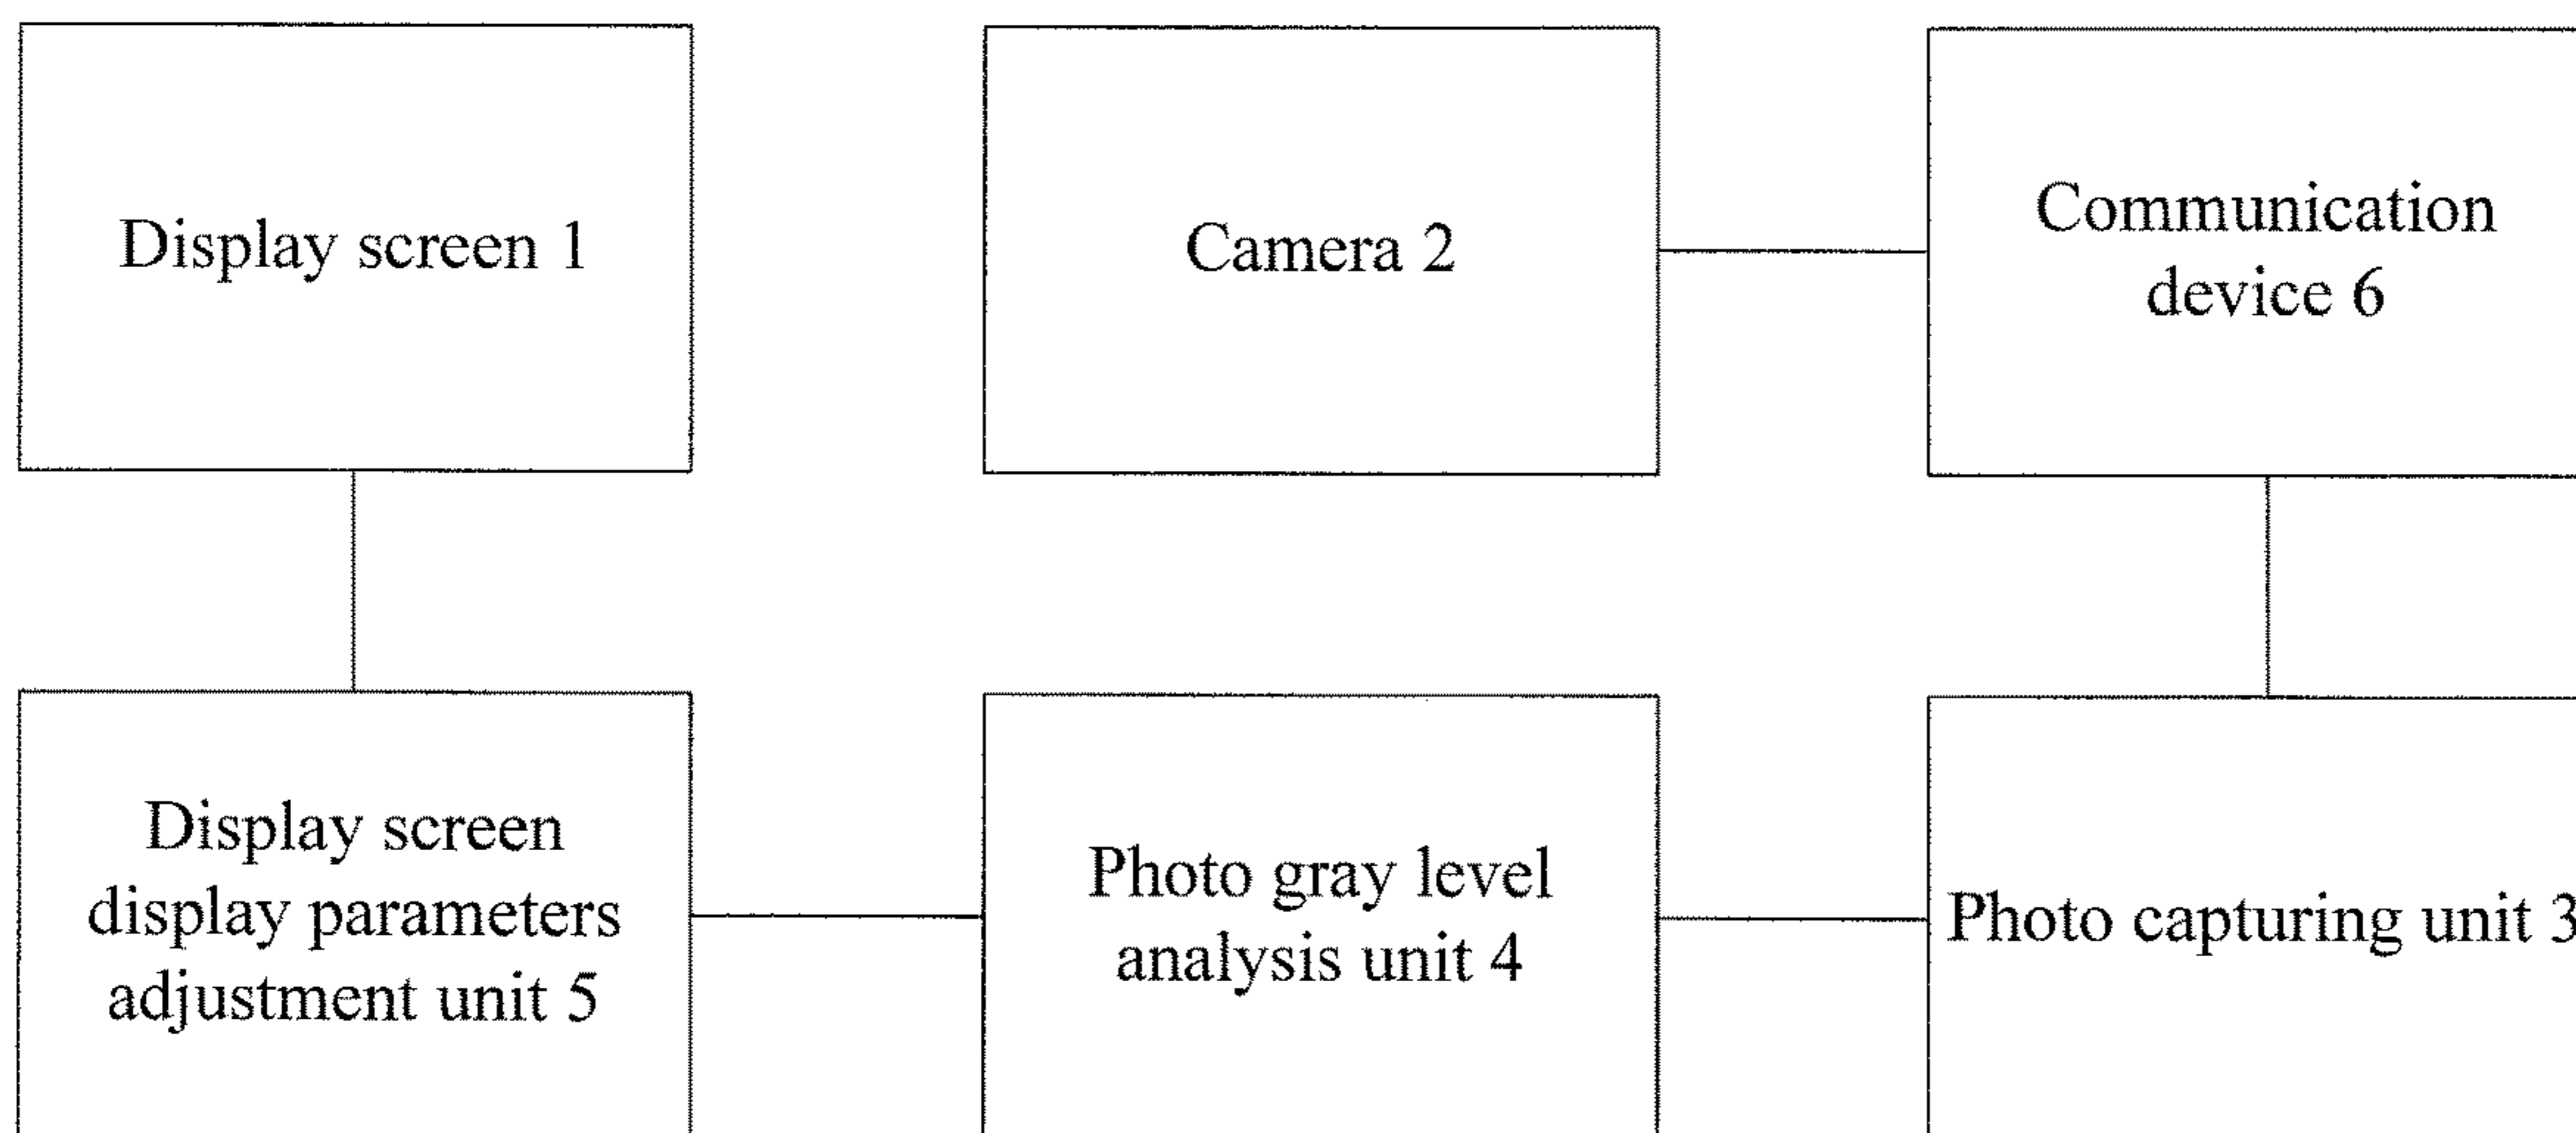 Display screen 1
Camera 2
Communication
device 6
Display screen
display parameters
adjustment unit 5
Photo gray level
analysis unit 4
Photo capturing unit 3